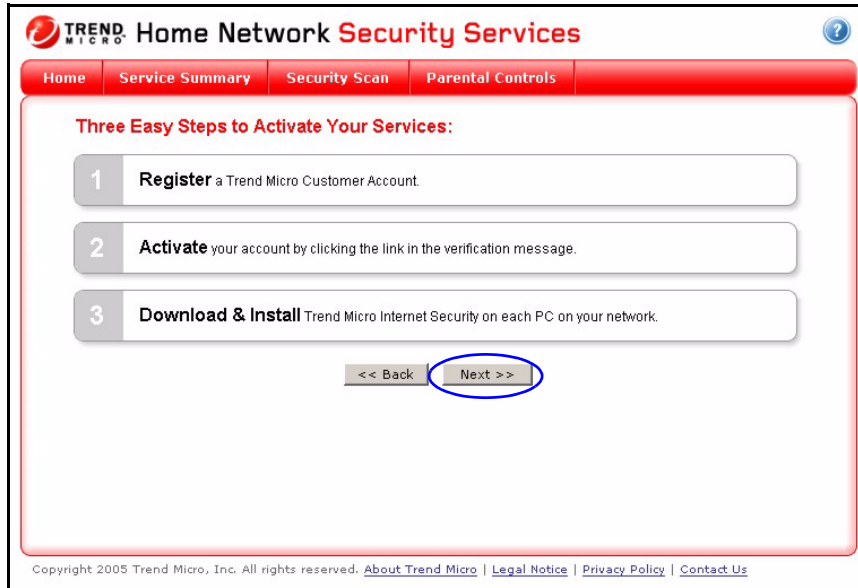 TREND MICRO Home Network Security Services ?
Home Service Summary Security Scan Parental Controls
Three Easy Steps to Activate Your Services:
1 Register a Trend Micro Customer Account.
2 Activate your account by clicking the link in the verification message.
3 Download & Install Trend Micro Internet Security on each PC on your network.
<< Back Next >>
Copyright 2005 Trend Micro, Inc. All rights reserved. About Trend Micro | Legal Notice | Privacy Policy | Contact Us